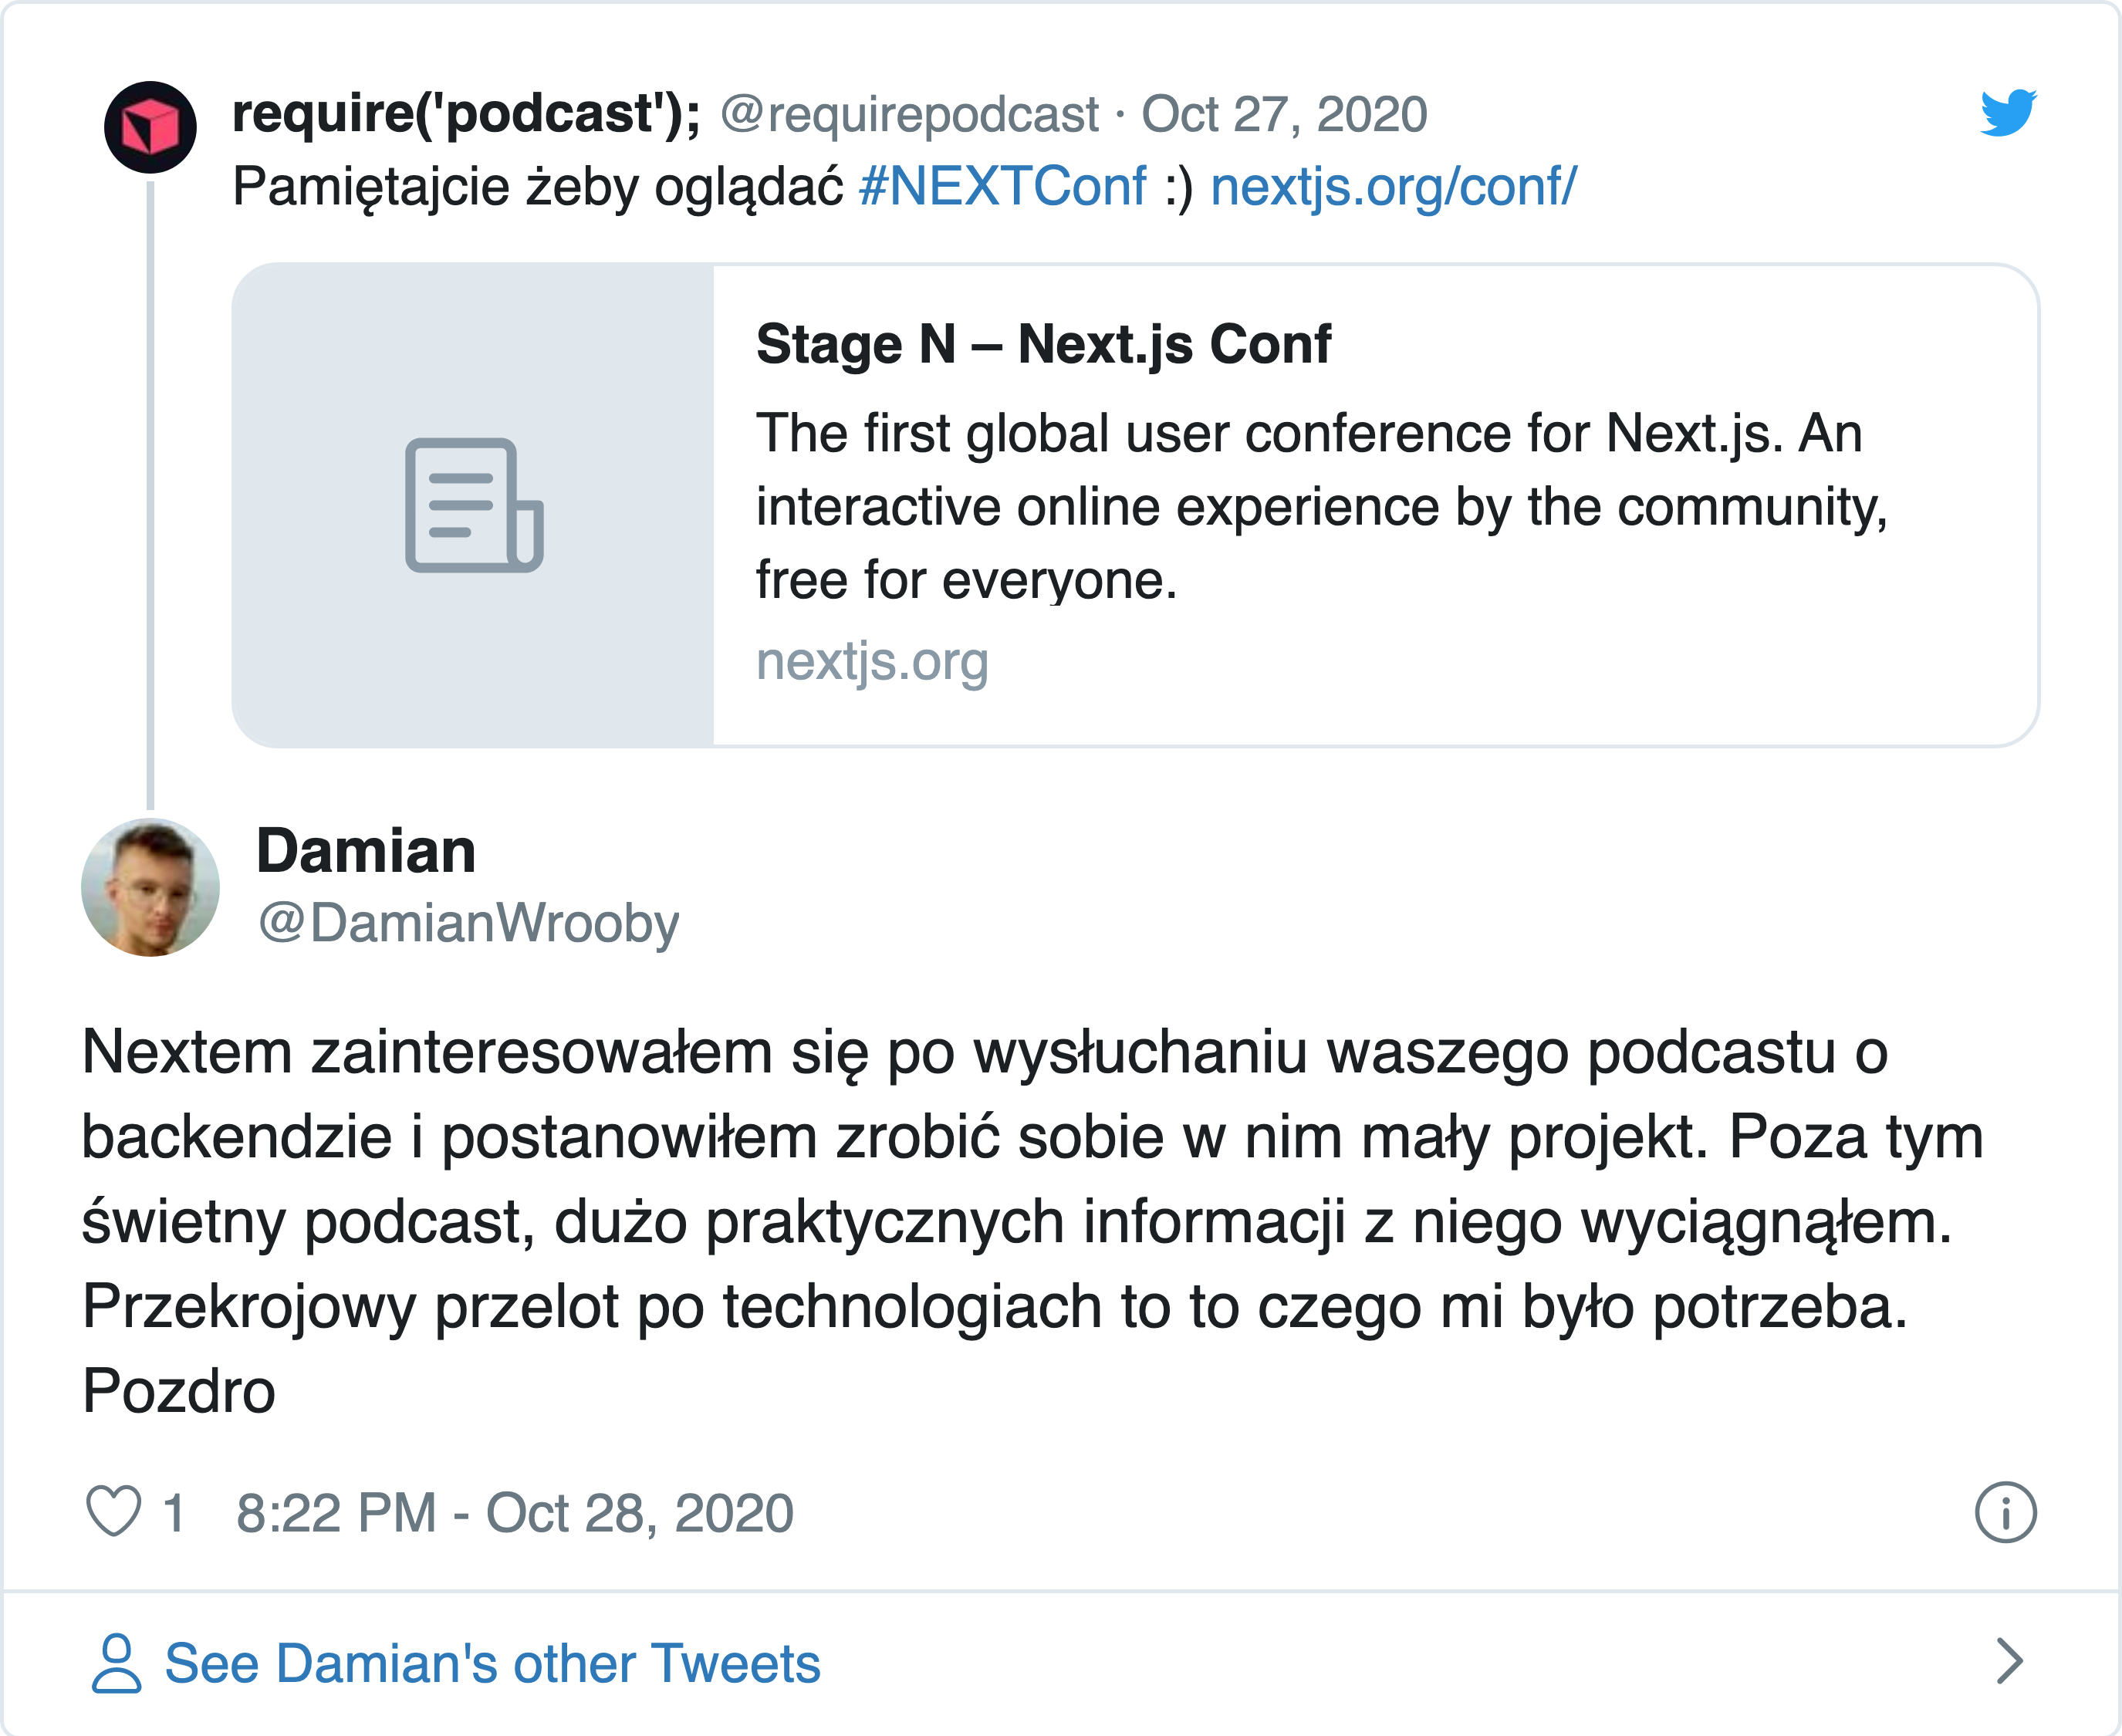 require('podcast'); @requirepodcast · Oct 27, 2020
Pamiętajcie żeby oglądać #NEXTConf :) nextjs.org/conf/
Stage N – Next.js Conf
The first global user conference for Next.js. An
interactive online experience by the community,
free for everyone.
nextjs.org
Damian
@DamianWrooby
Nextem zainteresowałem się po wysłuchaniu waszego podcastu o
backendzie i postanowiłem zrobić sobie w nim mały projekt. Poza tym
świetny podcast, dużo praktycznych informacji z niego wyciągnąłem.
Przekrojowy przelot po technologiach to to czego mi było potrzeba.
Pozdro
1 8:22 PM - Oct 28, 2020
See Damian's other Tweets